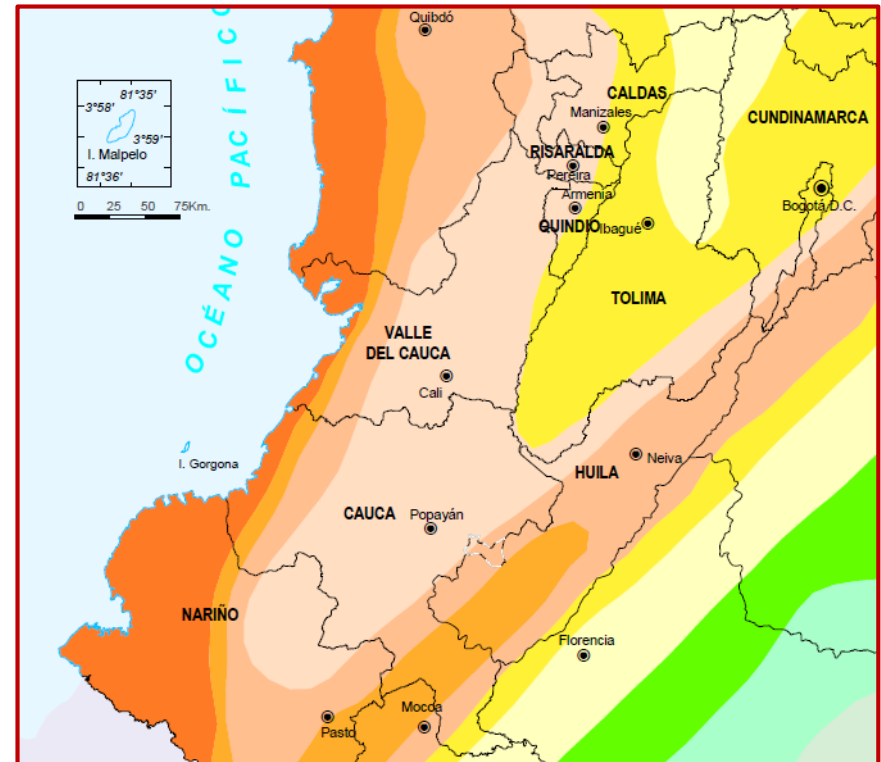 Quibdó
OCÉANO PACÍFICO
81°35'
3°58'
3°59'
I. Malpelo
81°36'
0 25 50 75Km.
CALDAS
Manizales
CUNDINAMARCA
RISARALDA
Pereira
Armenia
Bogotá D.C.
QUINDIO
Ibagué
TOLIMA
VALLE
DEL CAUCA
Cali
I. Gorgona
HUILA
Neiva
CAUCA
Popayán
NARIÑO
Florencia
Mocoa
Pasto